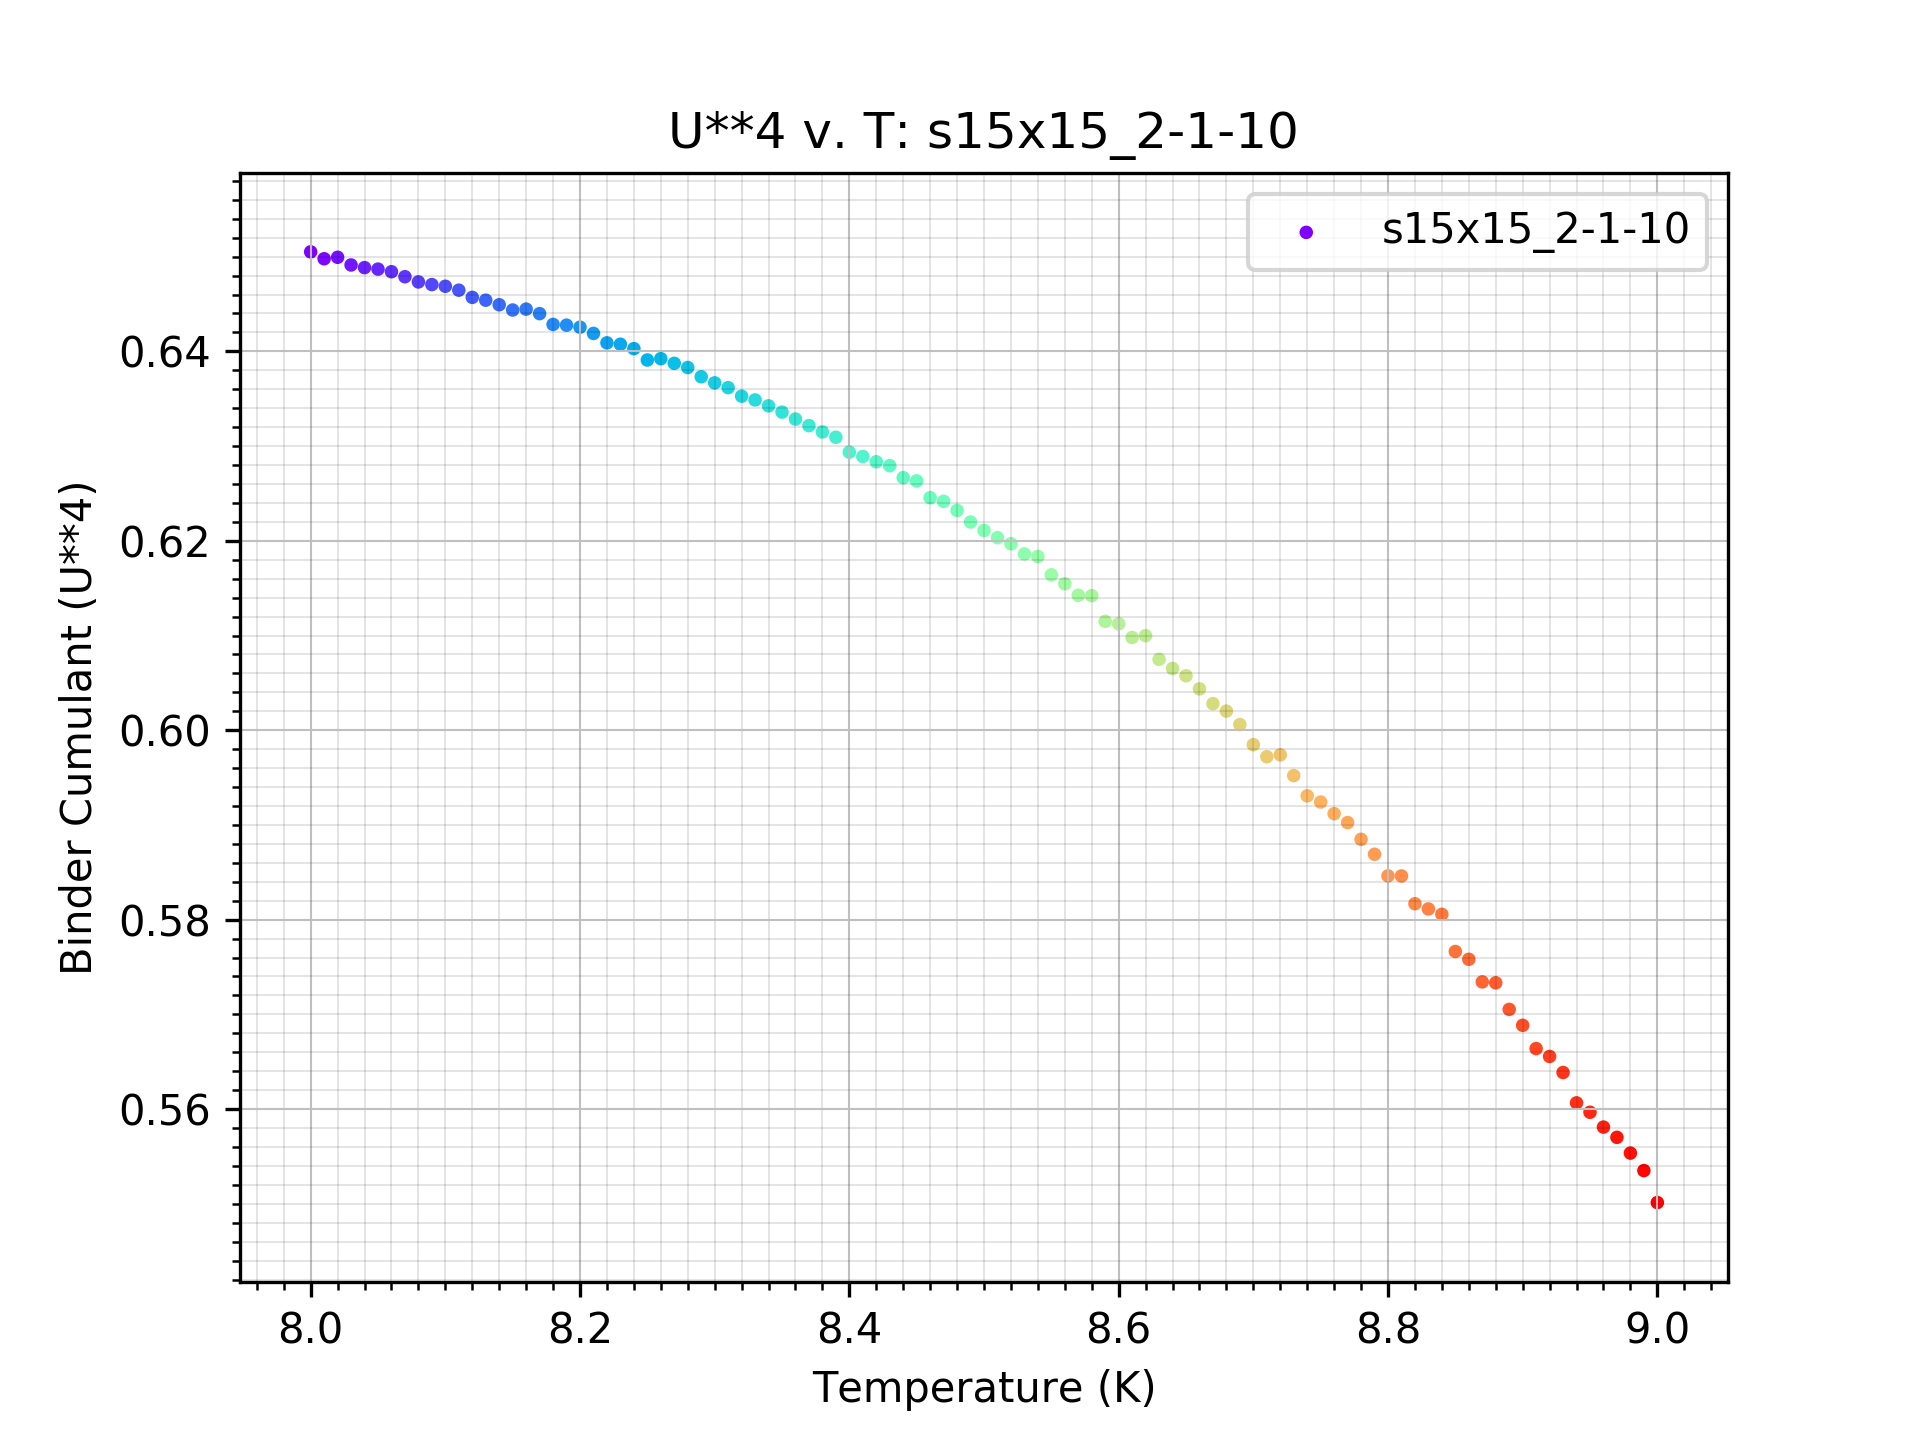 U**4 v. T: s15x15_2-1-10
s15x15_2-1-10
Binder Cumulant (U**4)
0.64
0.62
0.60
0.58
0.56
8.0 8.2 8.4 8.6 8.8 9.0
Temperature (K)